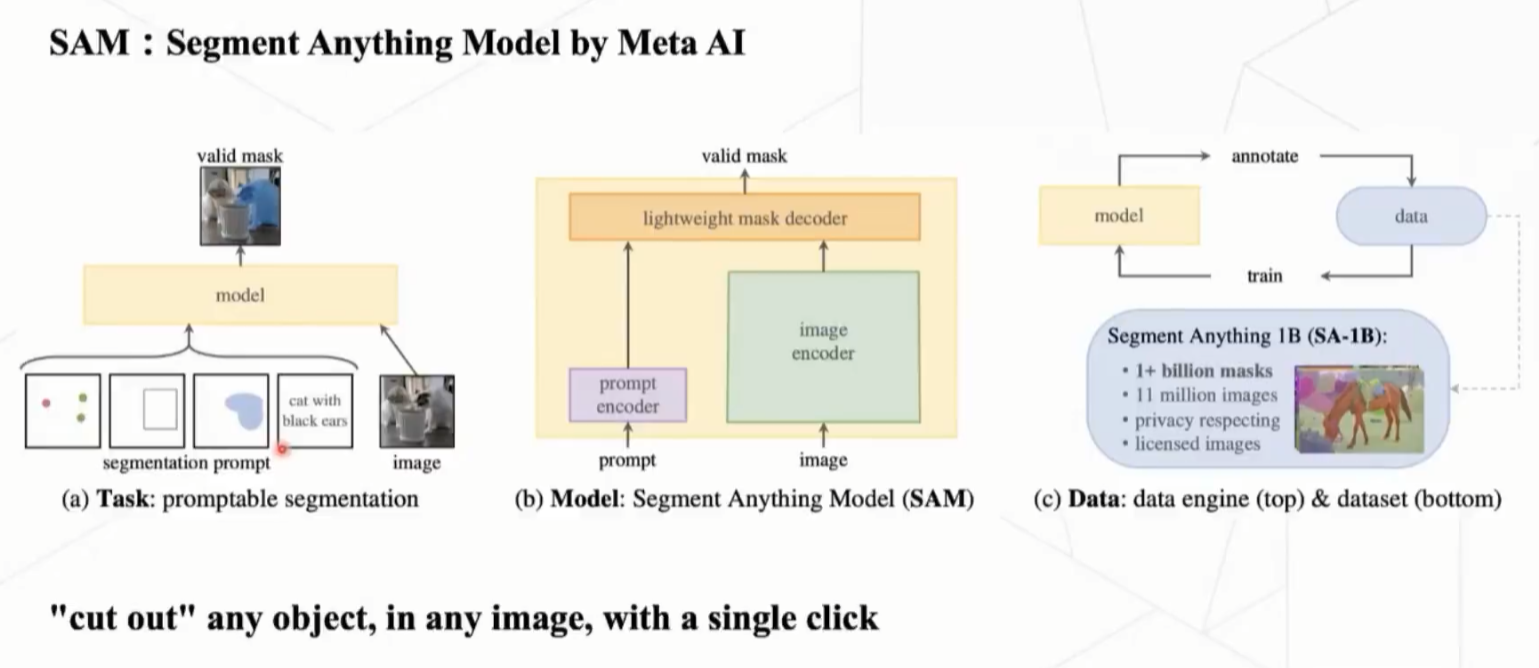 SAM : Segment Anything Model by Meta AI
valid mask
model
cat with
black ears
segmentation prompt
image
(a) Task: promptable segmentation
valid mask
lightweight mask decoder
image
encoder
prompt
encoder
prompt
image
(b) Model: Segment Anything Model (SAM)
annotate
model
data
train
Segment Anything 1B (SA-1B):
• 1+ billion masks
• 11 million images
• privacy respecting
• licensed images
(c) Data: data engine (top) & dataset (bottom)
"cut out" any object, in any image, with a single click